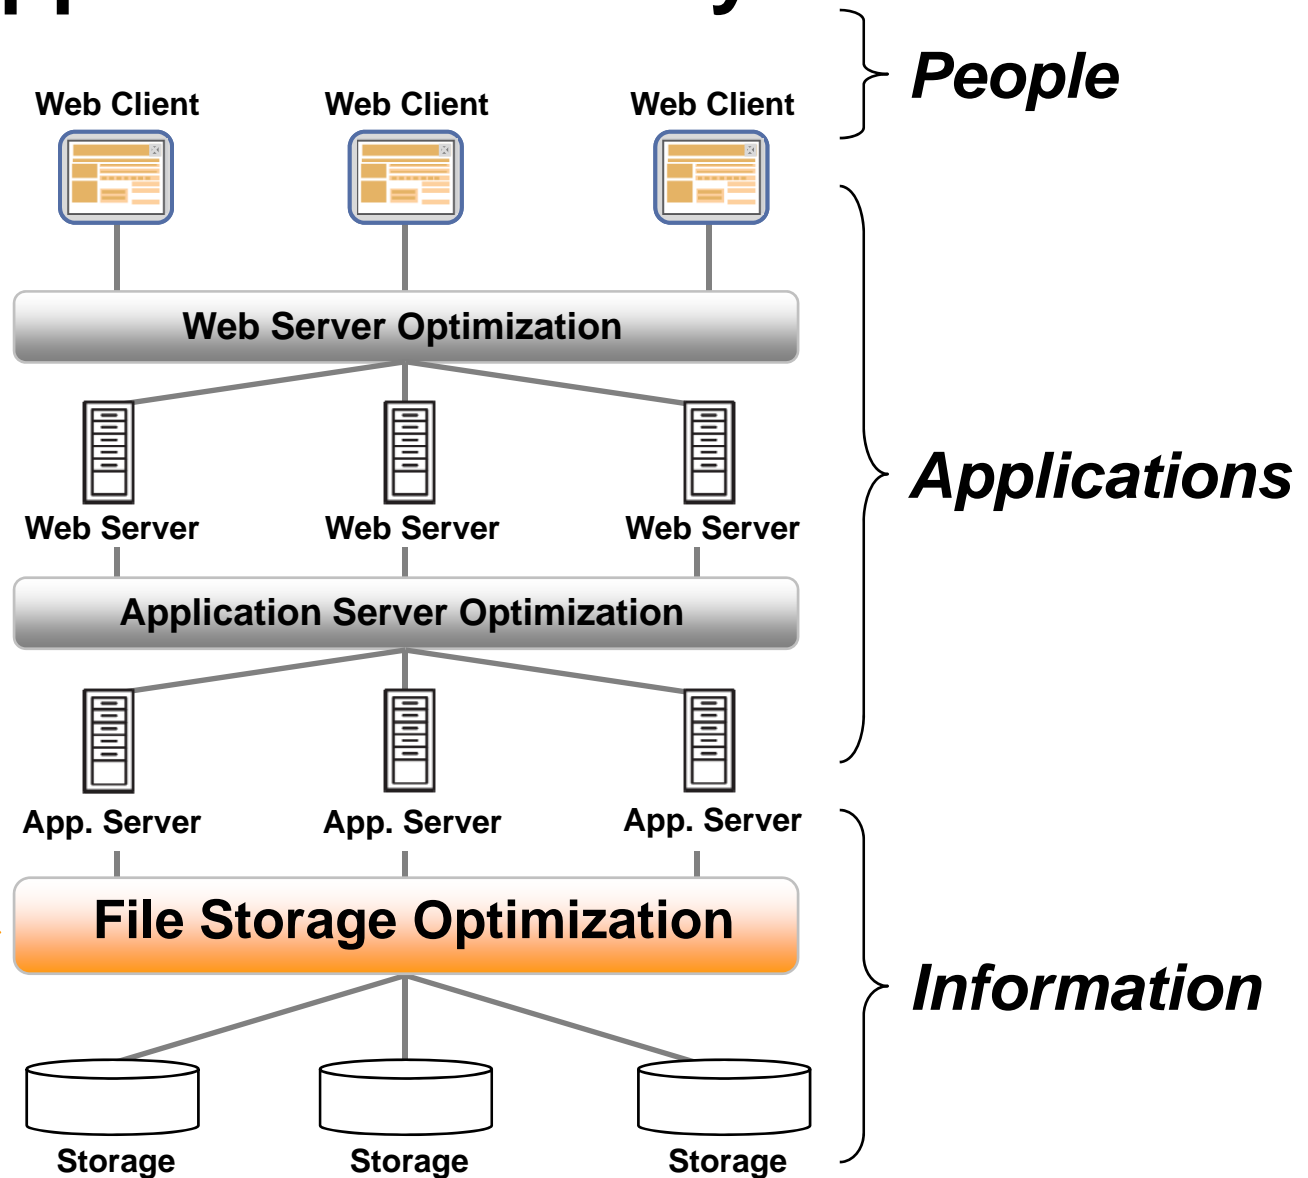 People
Web Client Web Client Web Client
Web Server Optimization
Applications
Web Server Web Server Web Server
Application Server Optimization
App. Server App. Server App. Server
File Storage Optimization
Information
Storage Storage Storage